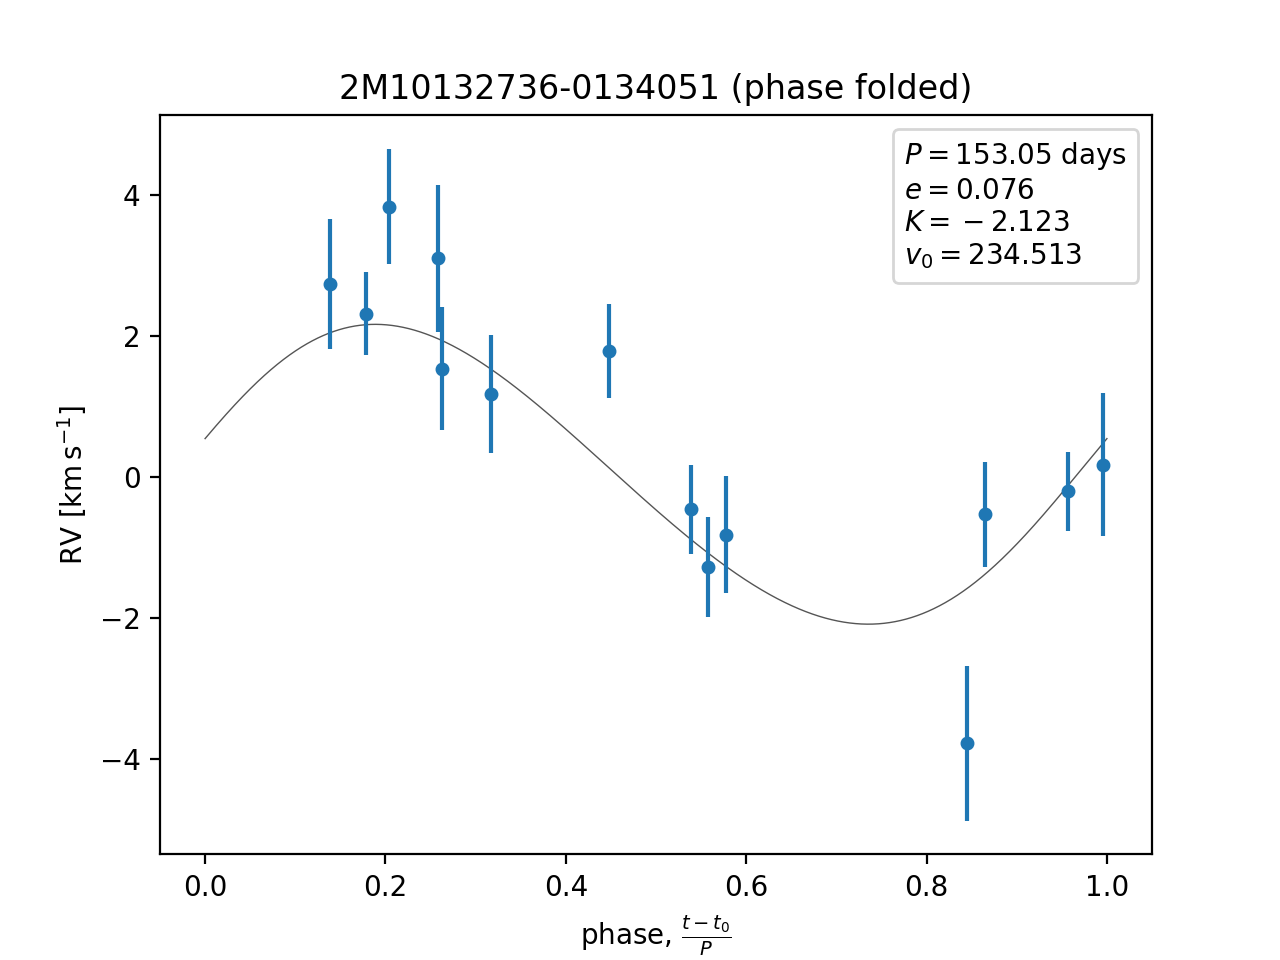 2M10132736-0134051 (phase folded)
P = 153.05 days
e = 0.076
K = −2.123
v₀ = 234.513
4
2
0
−2
−4
RV [km s⁻¹]
0.0 0.2 0.4 0.6 0.8 1.0
phase, (t − t₀)/P